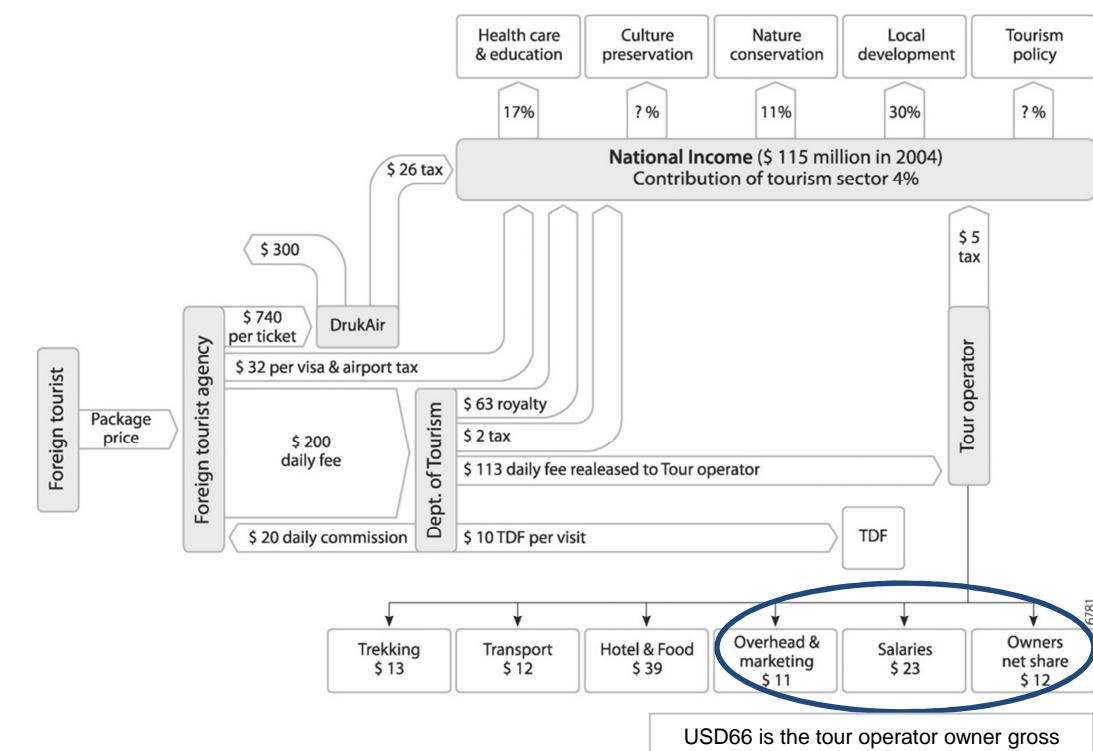 Health care
& education
Culture
preservation
Nature
conservation
Local
development
Tourism
policy
17%
? %
11%
30%
? %
National Income ($ 115 million in 2004)
Contribution of tourism sector 4%
$ 26 tax
$ 300
$ 5
tax
$ 740
per ticket
DrukAir
$ 32 per visa & airport tax
Foreign tourist
Package
price
Foreign tourist agency
$ 200
daily fee
Dept. of Tourism
$ 63 royalty
$ 2 tax
$ 113 daily fee realeased to Tour operator
Tour operator
$ 20 daily commission
$ 10 TDF per visit
TDF
6781
Trekking
$ 13
Transport
$ 12
Hotel & Food
$ 39
Overhead &
marketing
$ 11
Salaries
$ 23
Owners
net share
$ 12
USD66 is the tour operator owner gross